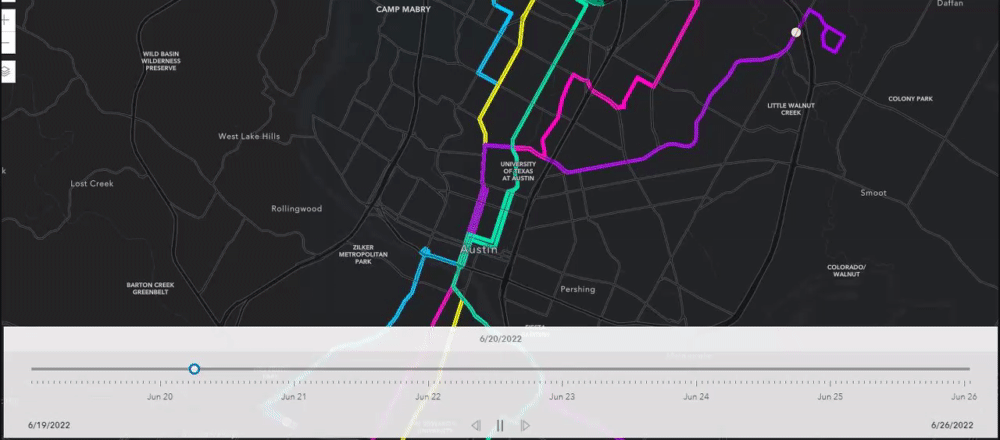 Daffan
CAMP MABRY
WILD BASIN
WILDERNESS
PRESERVE
COLONY PARK
LITTLE WALNUT
CREEK
West Lake Hills
UNIVERSITY
OF TEXAS
AT AUSTIN
Lost Creek
Smoot
Rollingwood
ZILKER
METROPOLITAN
PARK
Austin
COLORADO/
WALNUT
BARTON CREEK
GREENBELT
Pershing
6/20/2022
Jun 20
Jun 21
Jun 22
Jun 23
Jun 24
Jun 25
Jun 26
6/19/2022
6/26/2022